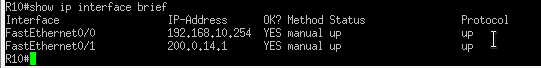 R10#show ip interface brief
Interface IP-Address OK? Method Status Protocol
FastEthernet0/0 192.168.10.254 YES manual up up
FastEthernet0/1 200.0.14.1 YES manual up up
R10#